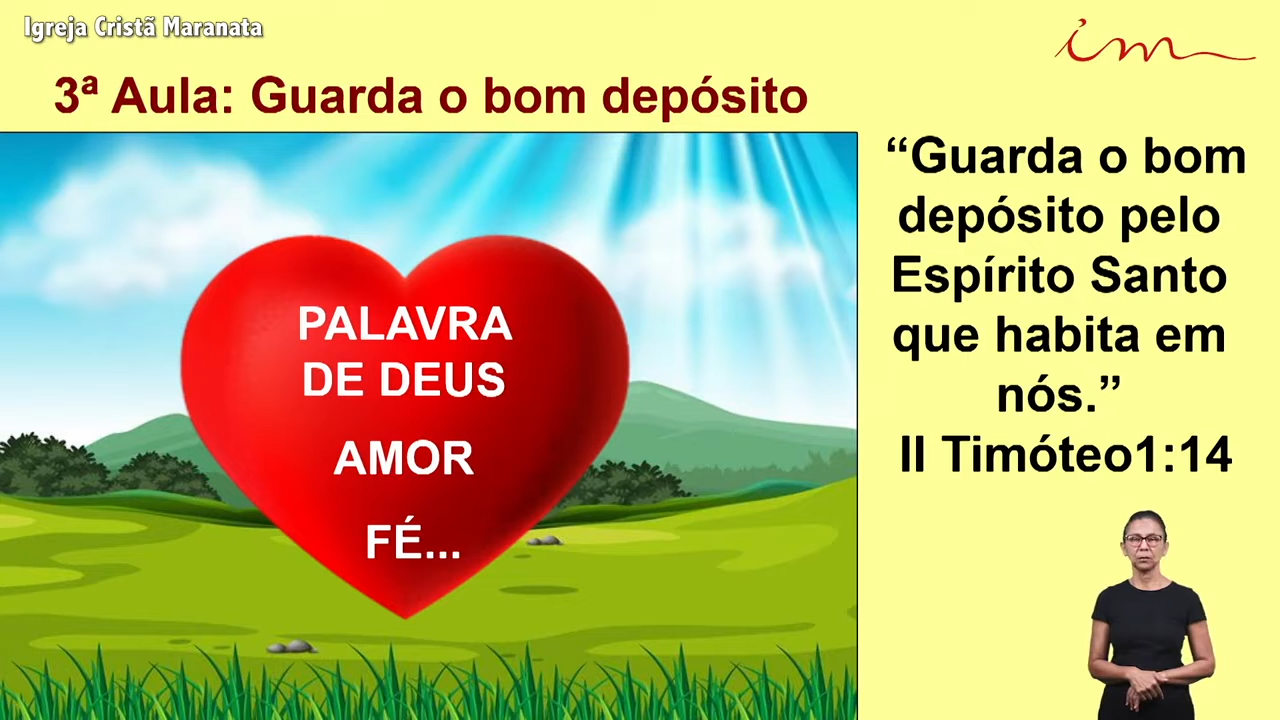 Igreja Cristã Maranata
im
3ª Aula: Guarda o bom depósito
PALAVRA
DE DEUS
AMOR
FÉ...
“Guarda o bom
depósito pelo
Espírito Santo
que habita em
nós.”
II Timóteo1:14